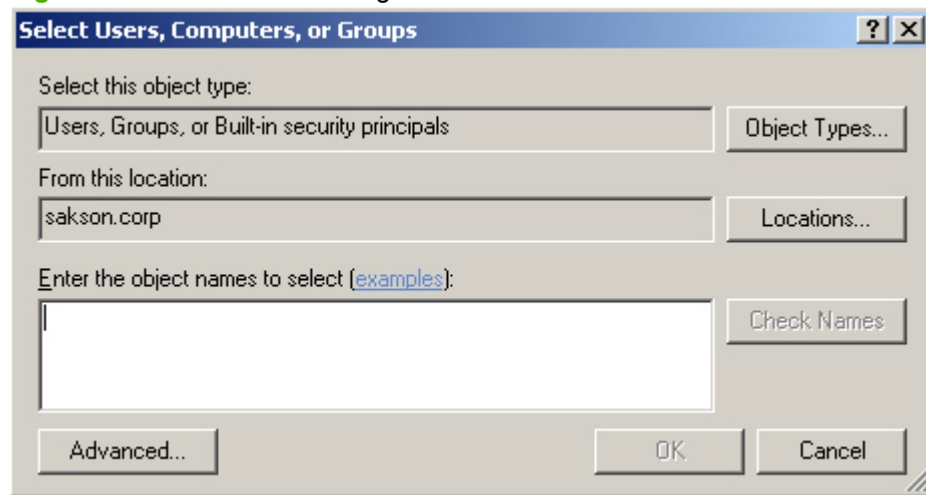 Select Users, Computers, or Groups
Select this object type:
Users, Groups, or Built-in security principals
Object Types...
From this location:
sakson.corp
Locations...
Enter the object names to select (examples):
Check Names
Advanced...
OK
Cancel